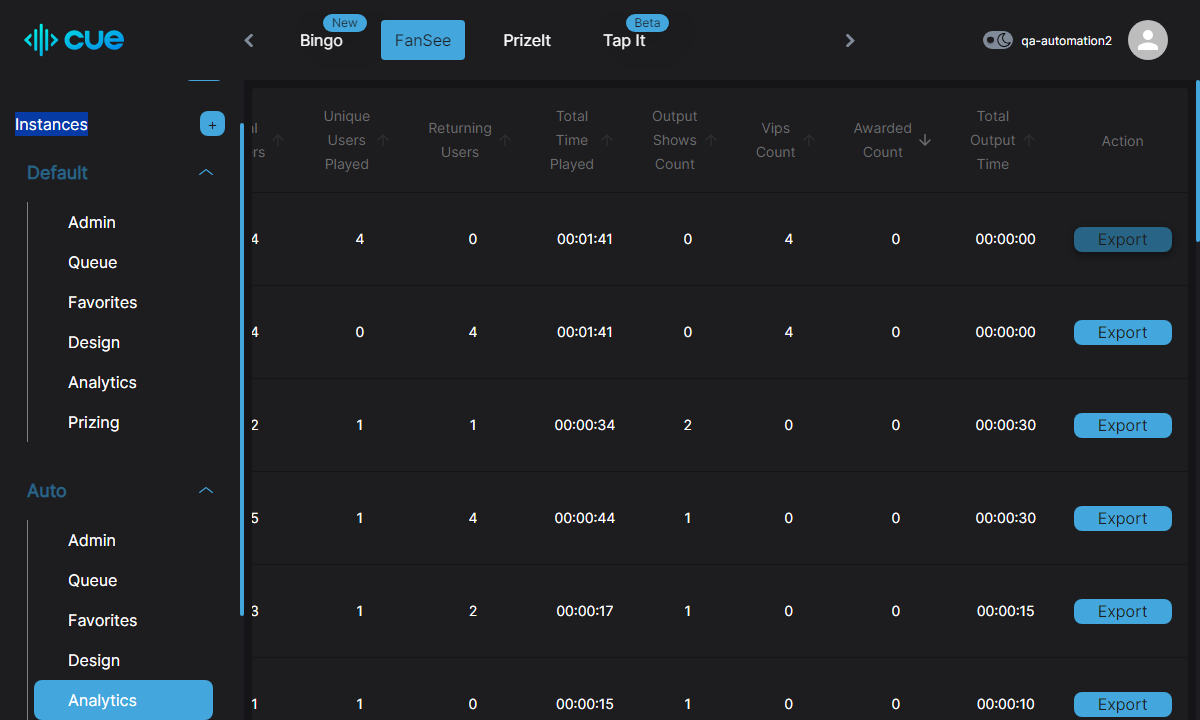 cue
Bingo
New
FanSee
PrizeIt
Tap It
Beta
qa-automation2
Instances
+
Default
Admin
Queue
Favorites
Design
Analytics
Prizing
Auto
Admin
Queue
Favorites
Design
Analytics
Unique Users Played
Returning Users
Total Time Played
Output Shows Count
Vips Count
Awarded Count
Total Output Time
Action
4 4 0 00:01:41 0 4 0 00:00:00 Export
4 0 4 00:01:41 0 4 0 00:00:00 Export
2 1 1 00:00:34 2 0 0 00:00:30 Export
5 1 4 00:00:44 1 0 0 00:00:30 Export
3 1 2 00:00:17 1 0 0 00:00:15 Export
1 1 0 00:00:15 1 0 0 00:00:10 Export